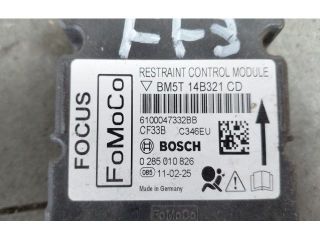 FF3
FOCUS
FoMoCo
RESTRAINT CONTROL MODULE
BM5T 14B321 CD
6100047332BB
CF33B C346EU
BOSCH
0 285 010 826
085 11-02-25
Made in Germany
FoMoCo